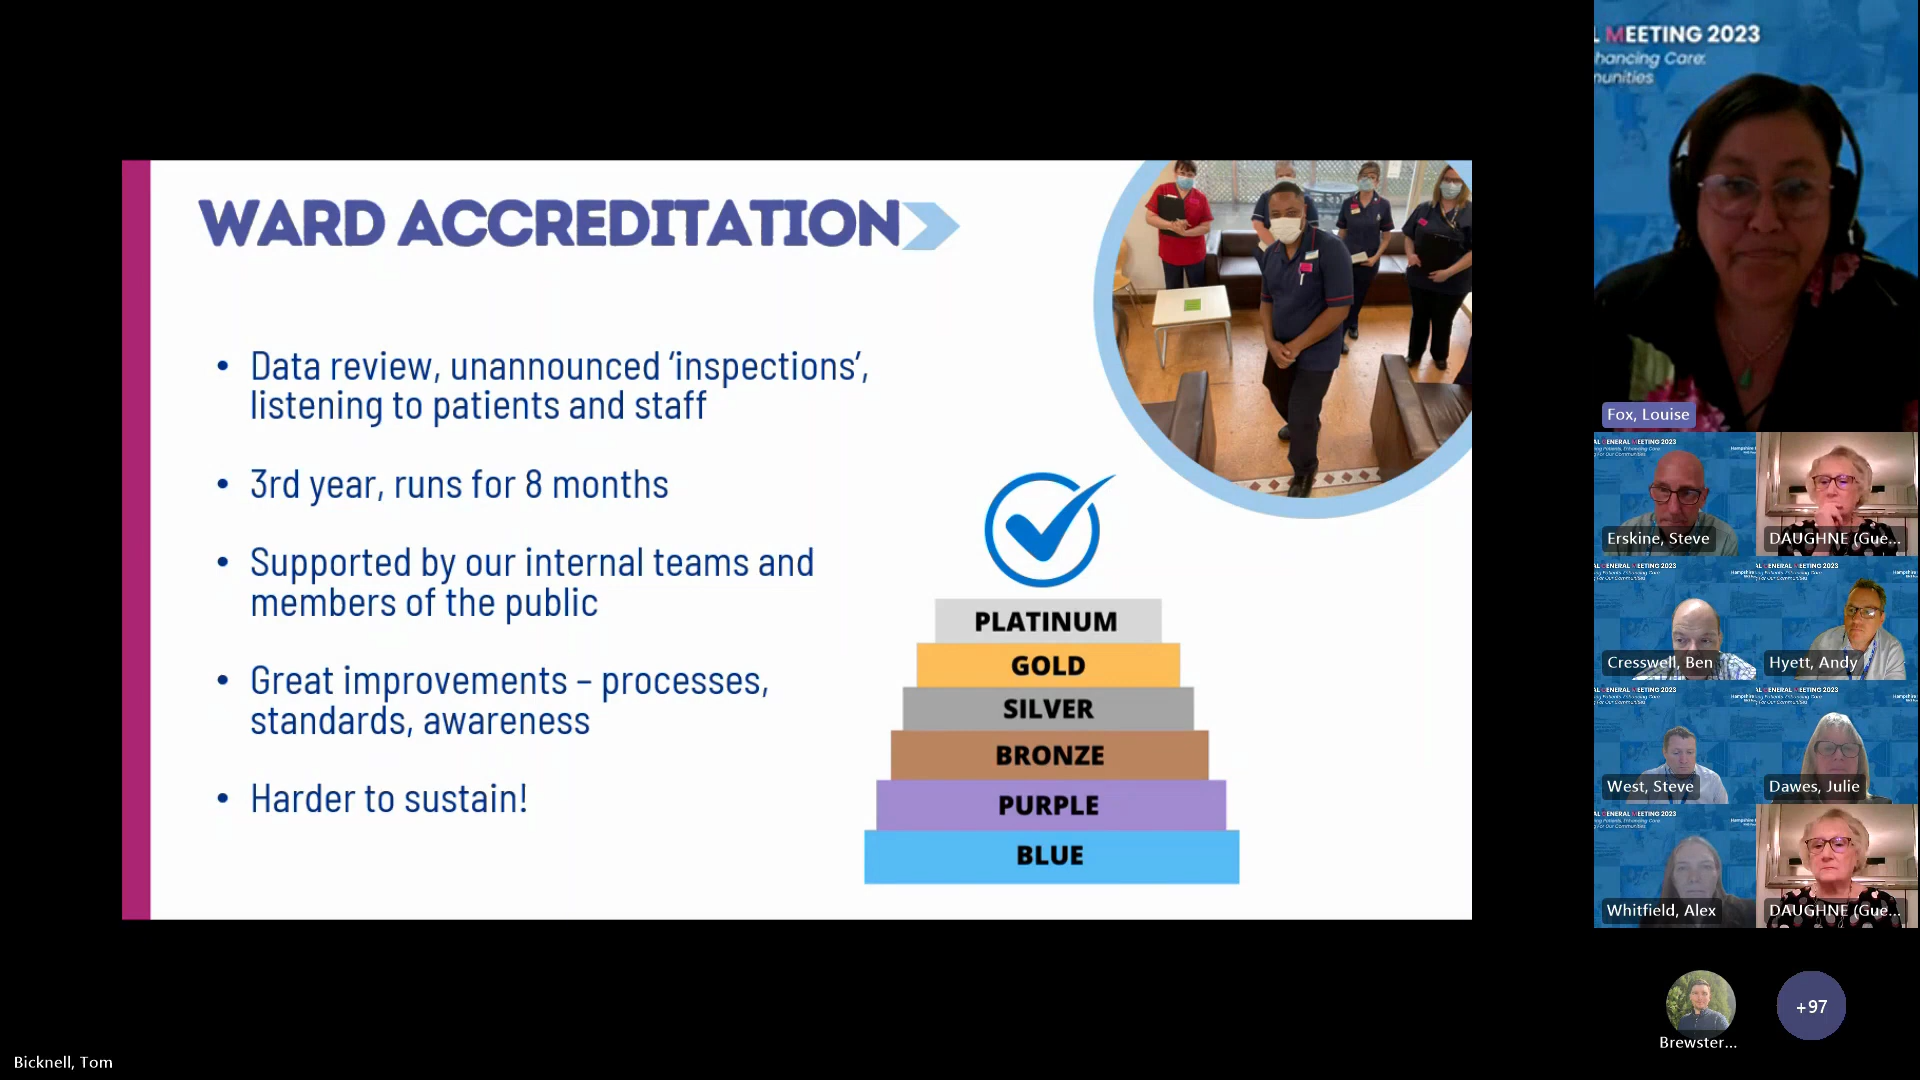 WARD ACCREDITATION
• Data review, unannounced ‘inspections’,
listening to patients and staff
• 3rd year, runs for 8 months
• Supported by our internal teams and
members of the public
• Great improvements – processes,
standards, awareness
• Harder to sustain!
PLATINUM
GOLD
SILVER
BRONZE
PURPLE
BLUE
L MEETING 2023
hancing Care:
munities
Fox, Louise
Erskine, Steve
DAUGHNE (Gue...
Cresswell, Ben
Hyett, Andy
West, Steve
Dawes, Julie
Whitfield, Alex
DAUGHNE (Gue...
Brewster...
+97
Bicknell, Tom